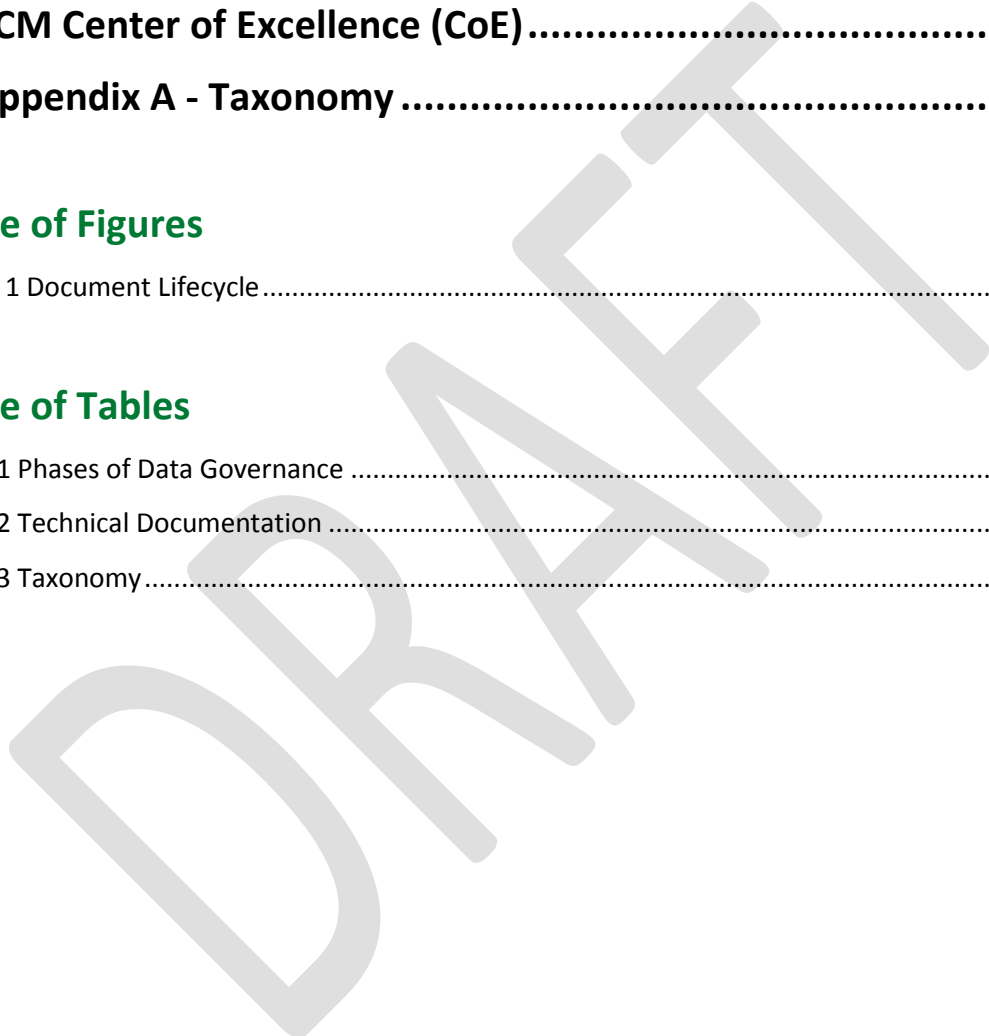 CM Center of Excellence (CoE)......................................
ppendix A - Taxonomy.................................................
e of Figures
1 Document Lifecycle....................................................................................................
e of Tables
1 Phases of Data Governance........................................................................................
2 Technical Documentation...........................................................................................
3 Taxonomy....................................................................................................................
DRAFT